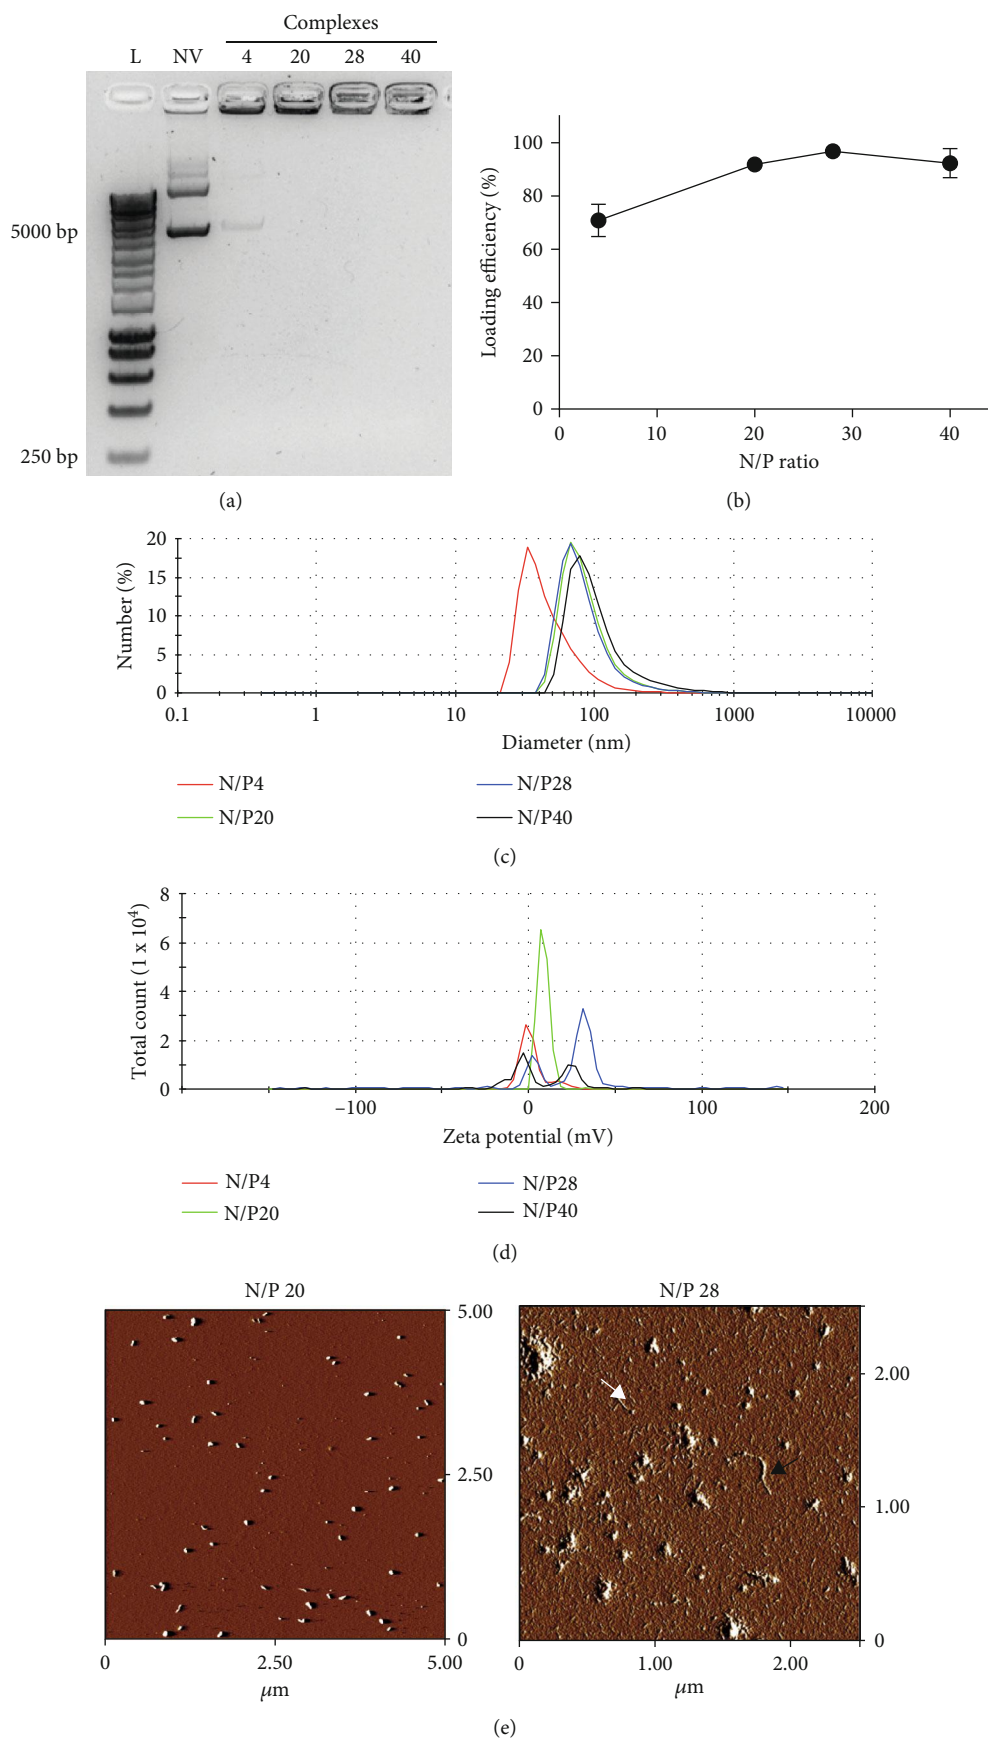 Complexes
L NV 4 20 28 40
5000 bp
250 bp
(a)
Loading efficiency (%)
100
80
60
40
20
0
0 10 20 30 40
N/P ratio
(b)
Number (%)
20
15
10
5
0
0.1 1 10 100 1000 10000
Diameter (nm)
N/P4 N/P28
N/P20 N/P40
(c)
Total count (1 x 10⁴)
8
6
4
2
0
−100 0 100 200
Zeta potential (mV)
N/P4 N/P28
N/P20 N/P40
(d)
N/P 20
5.00
2.50
0
0 2.50 5.00
μm
N/P 28
2.00
1.00
0
0 1.00 2.00
μm
(e)